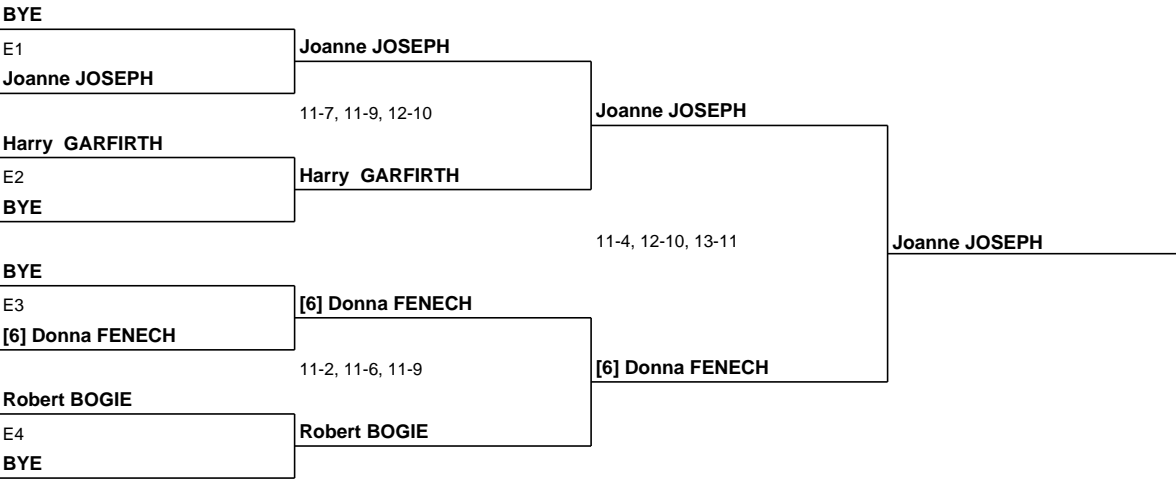 BYE
E1
Joanne JOSEPH
Harry GARFIRTH
E2
BYE
BYE
E3
[6] Donna FENECH
Robert BOGIE
E4
BYE
Joanne JOSEPH
11-7, 11-9, 12-10
Harry GARFIRTH
[6] Donna FENECH
11-2, 11-6, 11-9
Robert BOGIE
Joanne JOSEPH
11-4, 12-10, 13-11
[6] Donna FENECH
Joanne JOSEPH